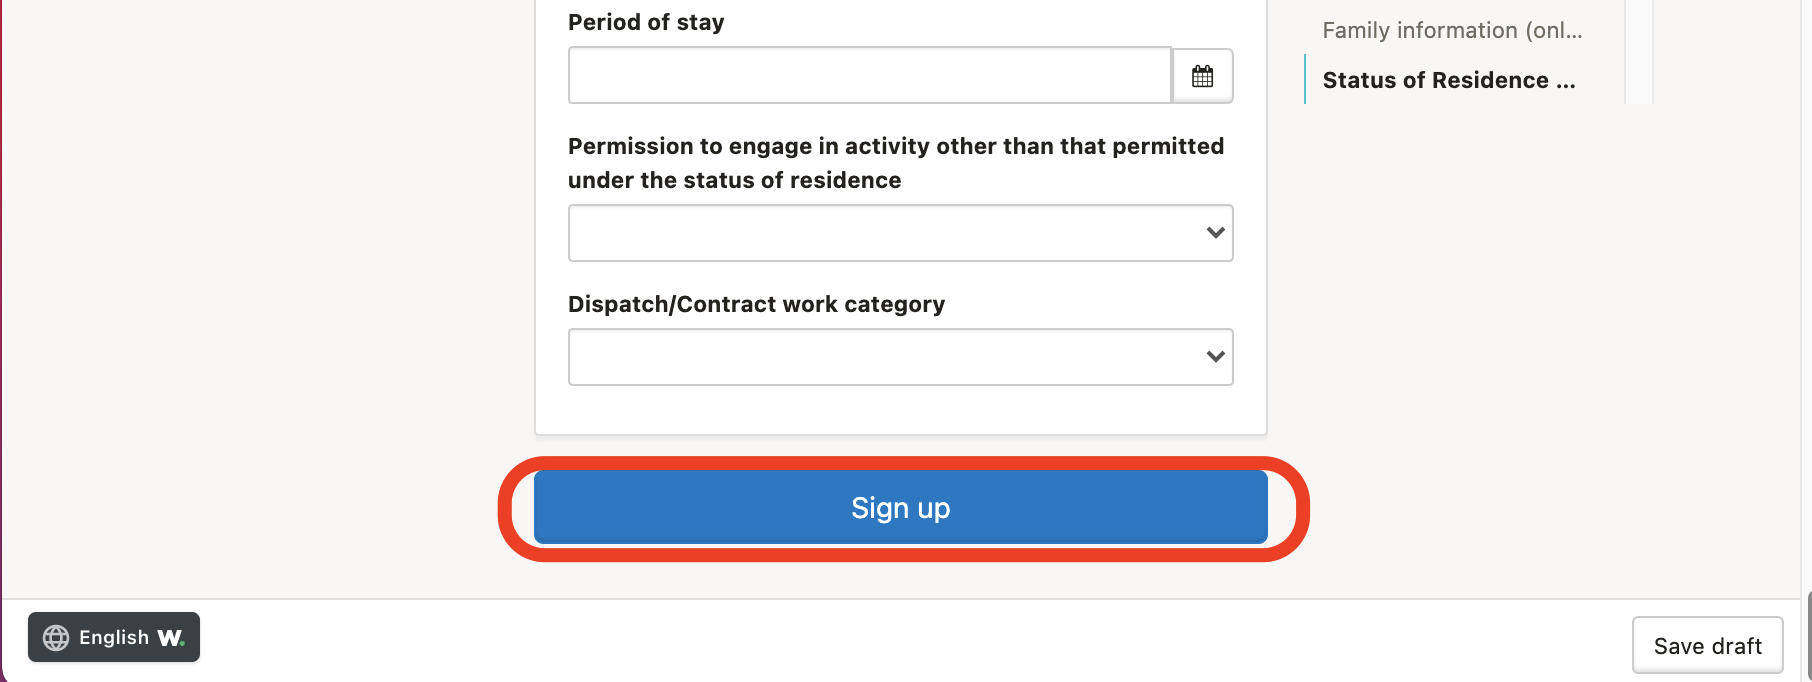 Period of stay
Family information (onl...
Status of Residence ...
Permission to engage in activity other than that permitted
under the status of residence
Dispatch/Contract work category
Sign up
English W.
Save draft